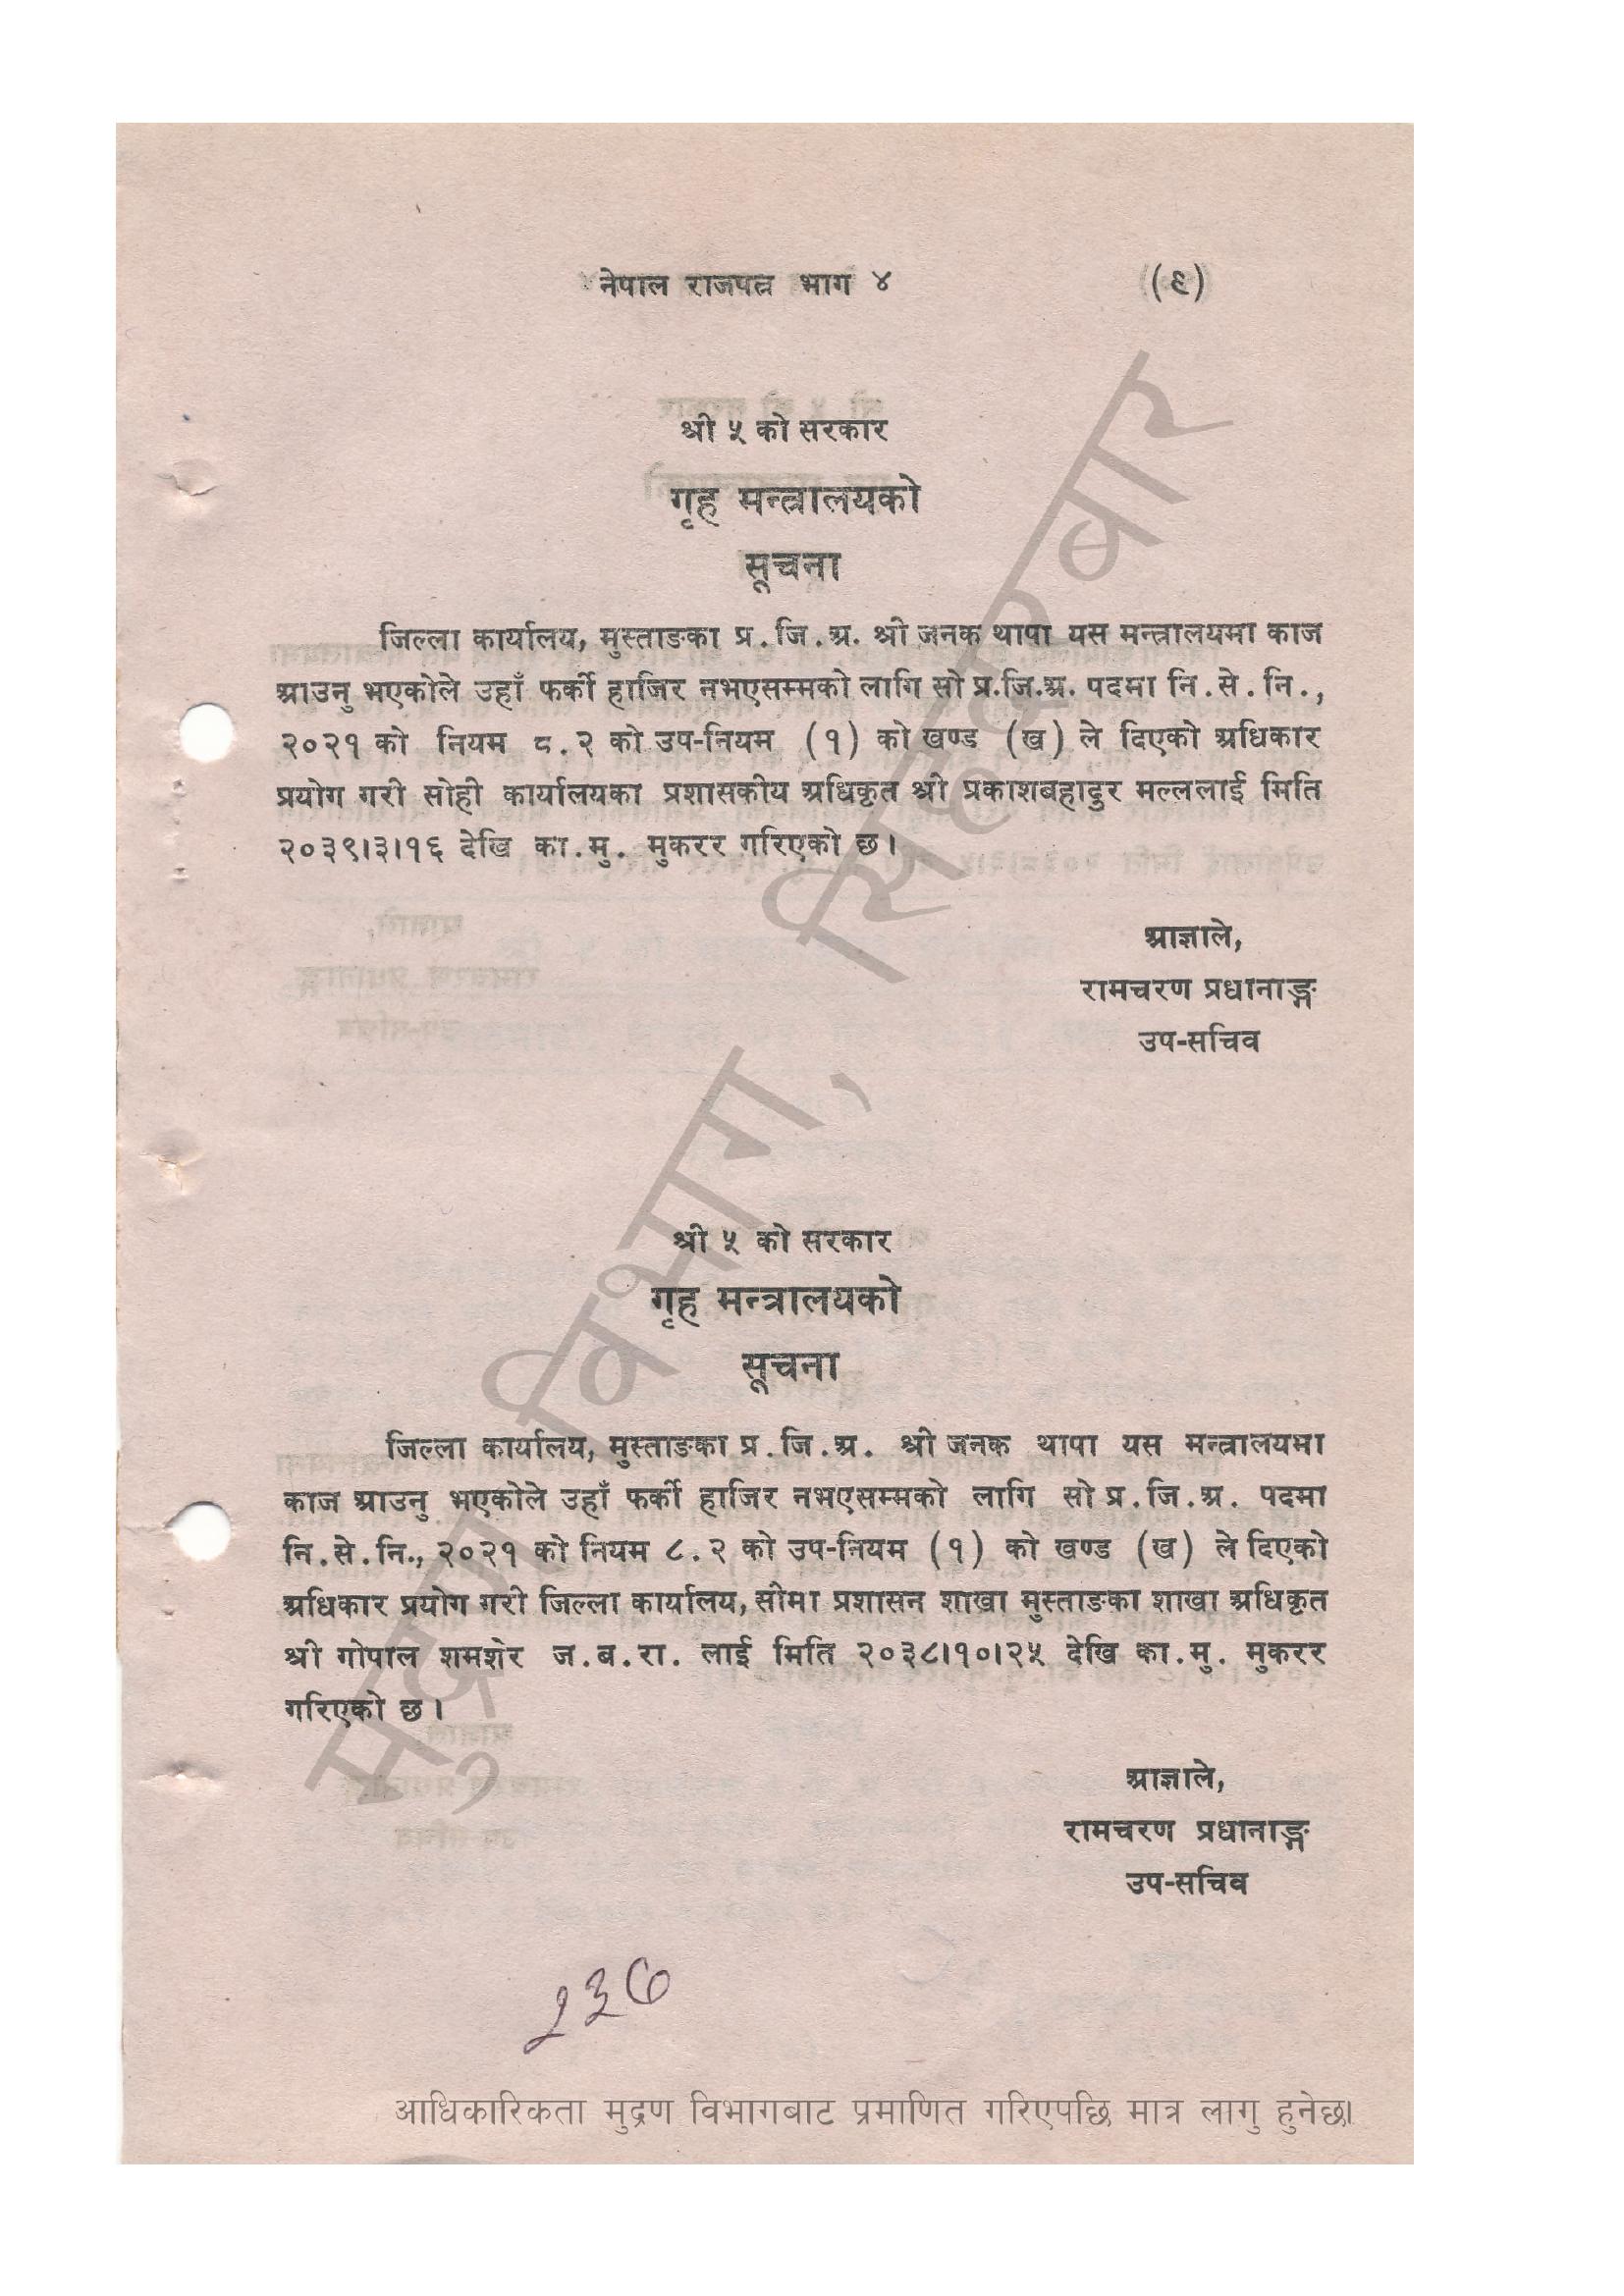 नेपाल राजपत्र भाग ४ (९)
श्री ५ को सरकार
गृह मन्त्रालयको
सूचना
जिल्ला कार्यालय, मुस्ताङका प्र.जि.अ. श्री जनक थापा यस मन्त्रालयमा काज
आउनु भएकोले उहाँ फर्की हाजिर नभएसम्मको लागि सो प्र.जि.अ. पदमा नि.से.नि.,
२०२१ को नियम ८.२ को उप-नियम (१) को खण्ड (ख) ले दिएको अधिकार
प्रयोग गरी सोही कार्यालयका प्रशासकीय अधिकृत श्री प्रकाशबहादुर मल्ललाई मिति
२०३९।३।१६ देखि का.मु. मुकरर गरिएको छ।
आज्ञाले,
रामचरण प्रधानाङ्ग
उप-सचिव
श्री ५ को सरकार
गृह मन्त्रालयको
सूचना
जिल्ला कार्यालय, मुस्ताङका प्र.जि.अ. श्री जनक थापा यस मन्त्रालयमा
काज आउनु भएकोले उहाँ फर्की हाजिर नभएसम्मको लागि सो प्र.जि.अ. पदमा
नि.से.नि., २०२१ को नियम ८.२ को उप-नियम (१) को खण्ड (ख) ले दिएको
अधिकार प्रयोग गरी जिल्ला कार्यालय, सीमा प्रशासन शाखा मुस्ताङका शाखा अधिकृत
श्री गोपाल शमशेर ज.ब.रा. लाई मिति २०३८।१०।२५ देखि का.मु. मुकरर
गरिएको छ।
आज्ञाले,
रामचरण प्रधानाङ्ग
उप-सचिव
मुद्रण विभाग, सिंहदरबार
आधिकारिकता मुद्रण विभागबाट प्रमाणित गरिएपछि मात्र लागु हुनेछ।